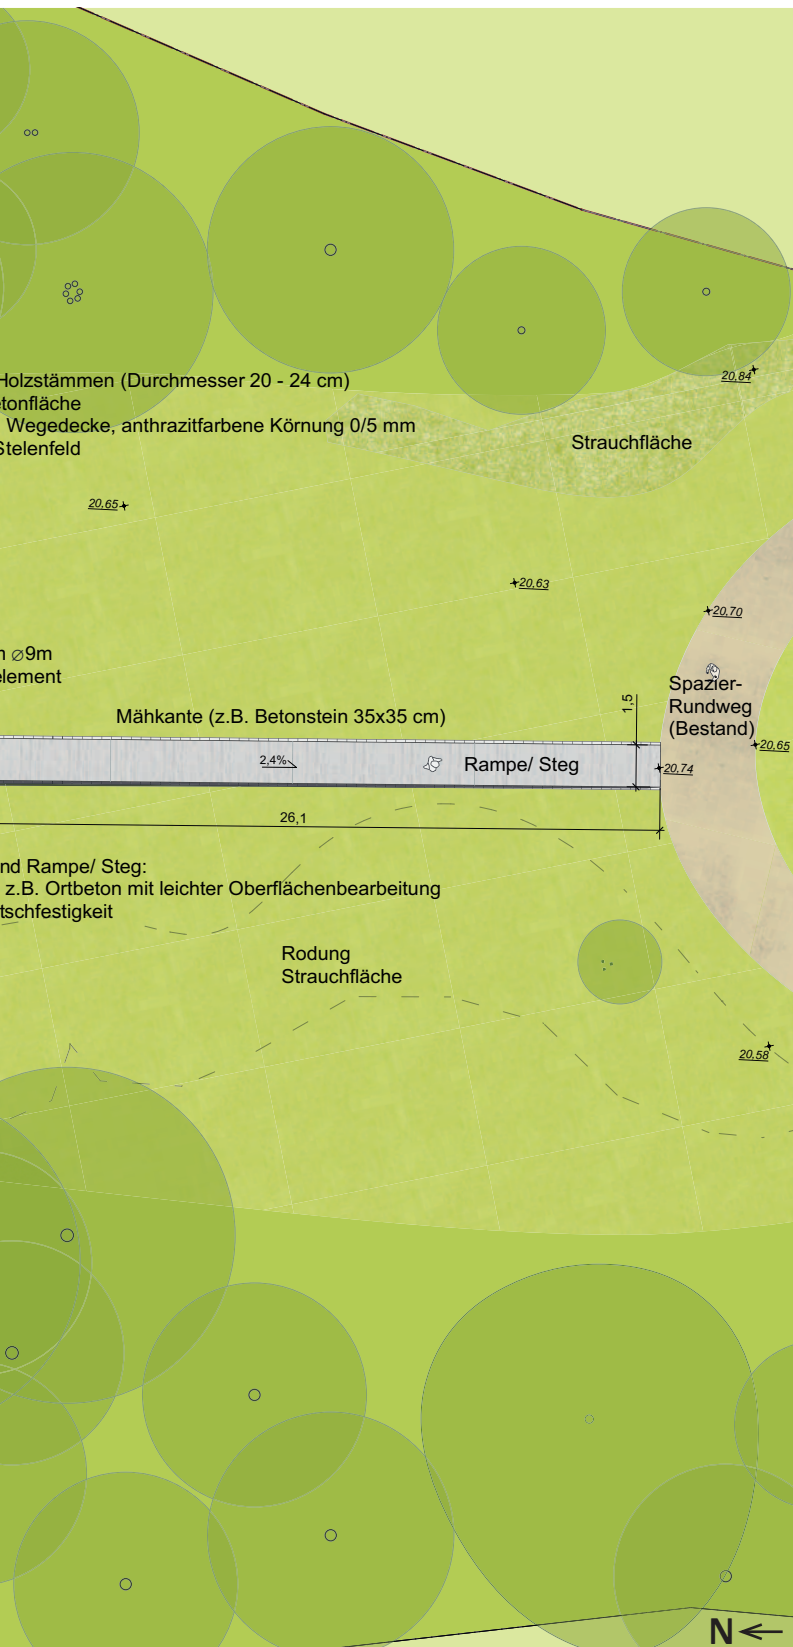 Holzstämmen (Durchmesser 20 - 24 cm)
tonfläche
Wegedecke, anthrazitfarbene Körnung 0/5 mm
Stelenfeld
20,84
Strauchfläche
20,65
20,63
20,70
⌀9m
element
Spazier-
Rundweg
(Bestand)
1,5
Mähkante (z.B. Betonstein 35x35 cm)
20,65
2,4%
Rampe/ Steg
20,74
26,1
nd Rampe/ Steg:
z.B. Ortbeton mit leichter Oberflächenbearbeitung
tschfestigkeit
Rodung
Strauchfläche
20,58
N